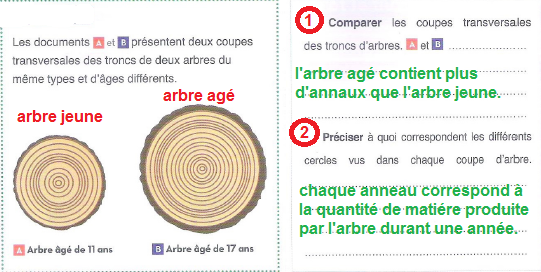 Les documents A et B présentent deux coupes
transversales des troncs de deux arbres du
même types et d'âges différents.
arbre agé
arbre jeune
A Arbre âgé de 11 ans
B Arbre âgé de 17 ans
1 Comparer les coupes transversales
des troncs d'arbres. A et B
l'arbre agé contient plus
d'annaux que l'arbre jeune.
2 Préciser à quoi correspondent les différents
cercles vus dans chaque coupe d'arbre.
chaque anneau correspond à
la quantité de matiére produite
par l'arbre durant une année.